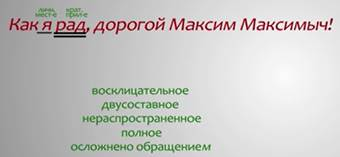 личн. крат.
мест-е прил-е
Как я рад, дорогой Максим Максимыч!
восклицательное
двусоставное
нераспространенное
полное
осложнено обращением